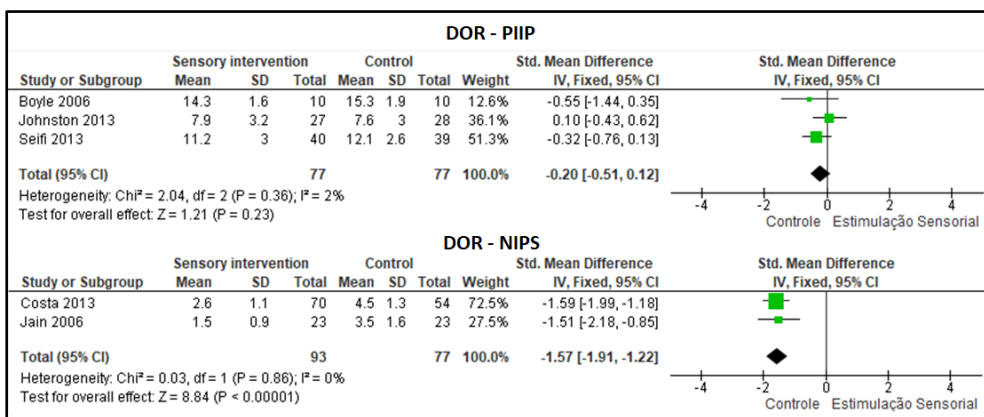 DOR - PIIP
Sensory intervention Control Std. Mean Difference Std. Mean Difference
Study or Subgroup Mean SD Total Mean SD Total Weight IV, Fixed, 95% CI IV, Fixed, 95% CI
Boyle 2006 14.3 1.6 10 15.3 1.9 10 12.6% -0.55 [-1.44, 0.35]
Johnston 2013 7.9 3.2 27 7.6 3 28 36.1% 0.10 [-0.43, 0.62]
Seifi 2013 11.2 3 40 12.1 2.6 39 51.3% -0.32 [-0.76, 0.13]
Total (95% CI) 77 77 100.0% -0.20 [-0.51, 0.12]
Heterogeneity: Chi² = 2.04, df = 2 (P = 0.36); I² = 2%
Test for overall effect: Z = 1.21 (P = 0.23)
-4 -2 0 2 4
Controle Estimulação Sensorial
DOR - NIPS
Sensory intervention Control Std. Mean Difference Std. Mean Difference
Study or Subgroup Mean SD Total Mean SD Total Weight IV, Fixed, 95% CI IV, Fixed, 95% CI
Costa 2013 2.6 1.1 70 4.5 1.3 54 72.5% -1.59 [-1.99, -1.18]
Jain 2006 1.5 0.9 23 3.5 1.6 23 27.5% -1.51 [-2.18, -0.85]
Total (95% CI) 93 77 100.0% -1.57 [-1.91, -1.22]
Heterogeneity: Chi² = 0.03, df = 1 (P = 0.86); I² = 0%
Test for overall effect: Z = 8.84 (P < 0.00001)
-4 -2 0 2 4
Controle Estimulação Sensorial